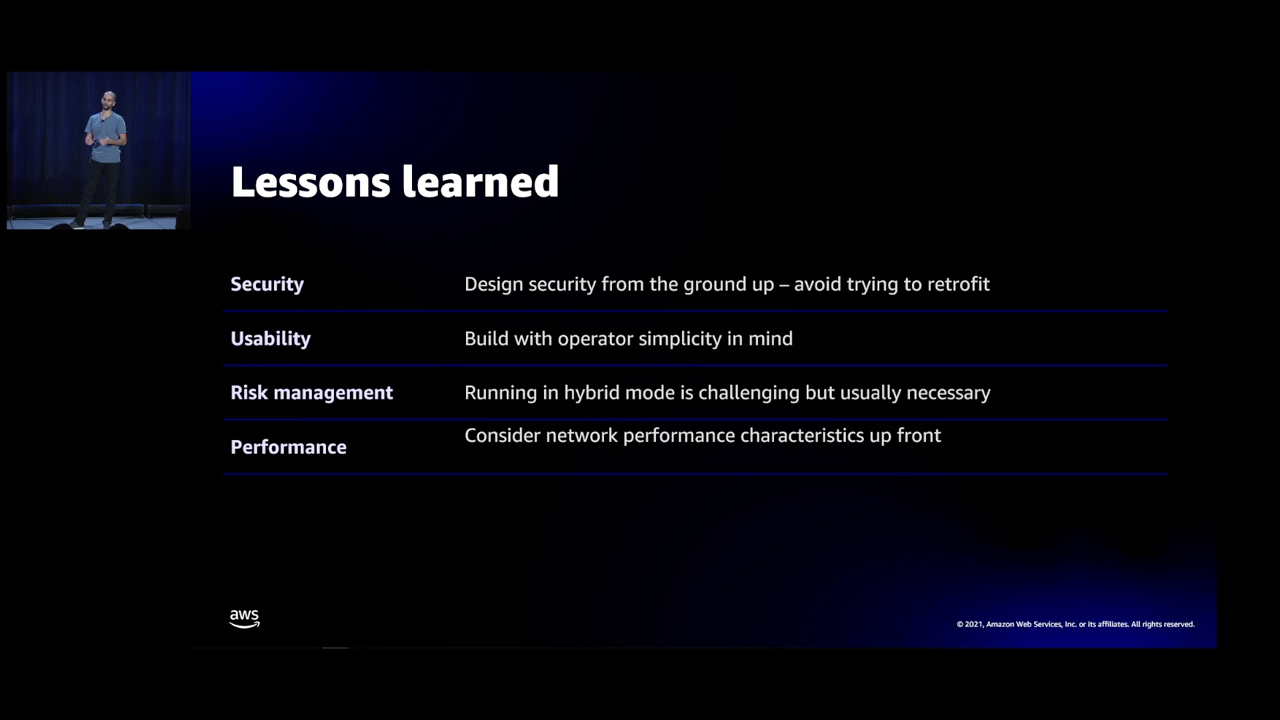 Lessons learned
Security Design security from the ground up – avoid trying to retrofit
Usability Build with operator simplicity in mind
Risk management Running in hybrid mode is challenging but usually necessary
Performance Consider network performance characteristics up front
aws
© 2021, Amazon Web Services, Inc. or its affiliates. All rights reserved.